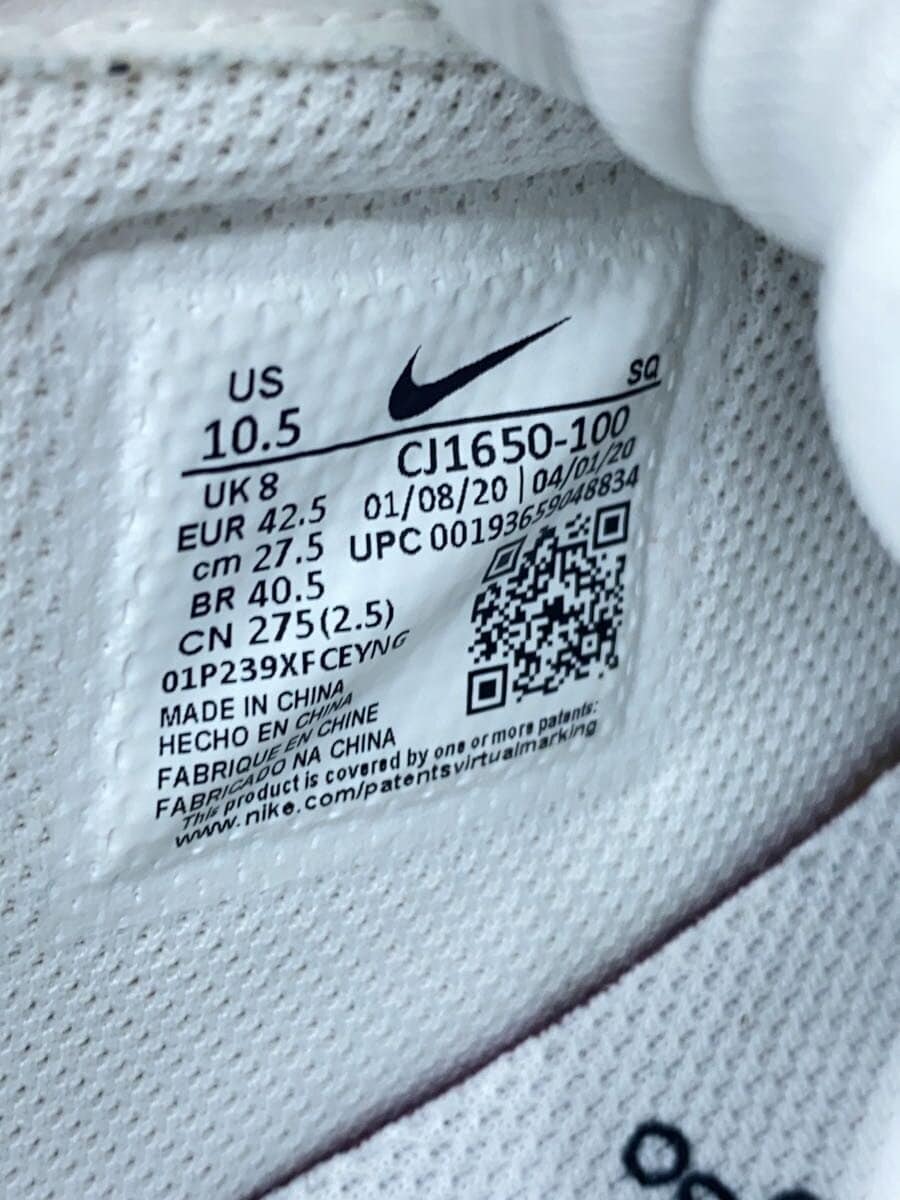 US
10.5
SQ
UK 8
CJ1650-100
EUR 42.5
01/08/20 | 04/01/20
cm 27.5
UPC 00193659048834
BR 40.5
CN 275(2.5)
01P239XFCEYNG
MADE IN CHINA
HECHO EN CHINA
FABRIQUE EN CHINE
FABRICADO NA CHINA
This product is covered by one or more patents:
www.nike.com/patentsvirtualmarking